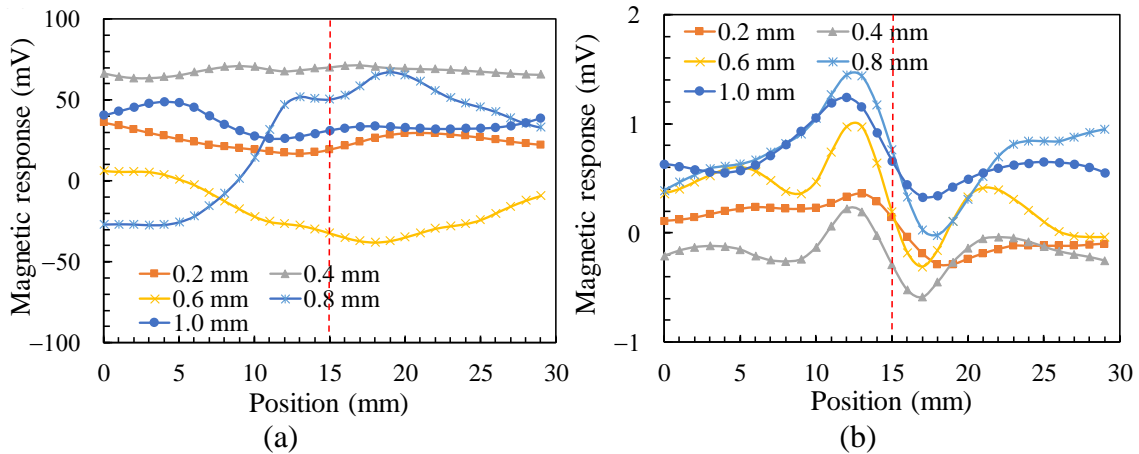 Magnetic response (mV)
100
50
0
−50
−100
0.2 mm 0.4 mm
0.6 mm 0.8 mm
1.0 mm
0 5 10 15 20 25 30
Position (mm)
(a)
Magnetic response (mV)
2
1
0
−1
0.2 mm 0.4 mm
0.6 mm 0.8 mm
1.0 mm
0 5 10 15 20 25 30
Position (mm)
(b)